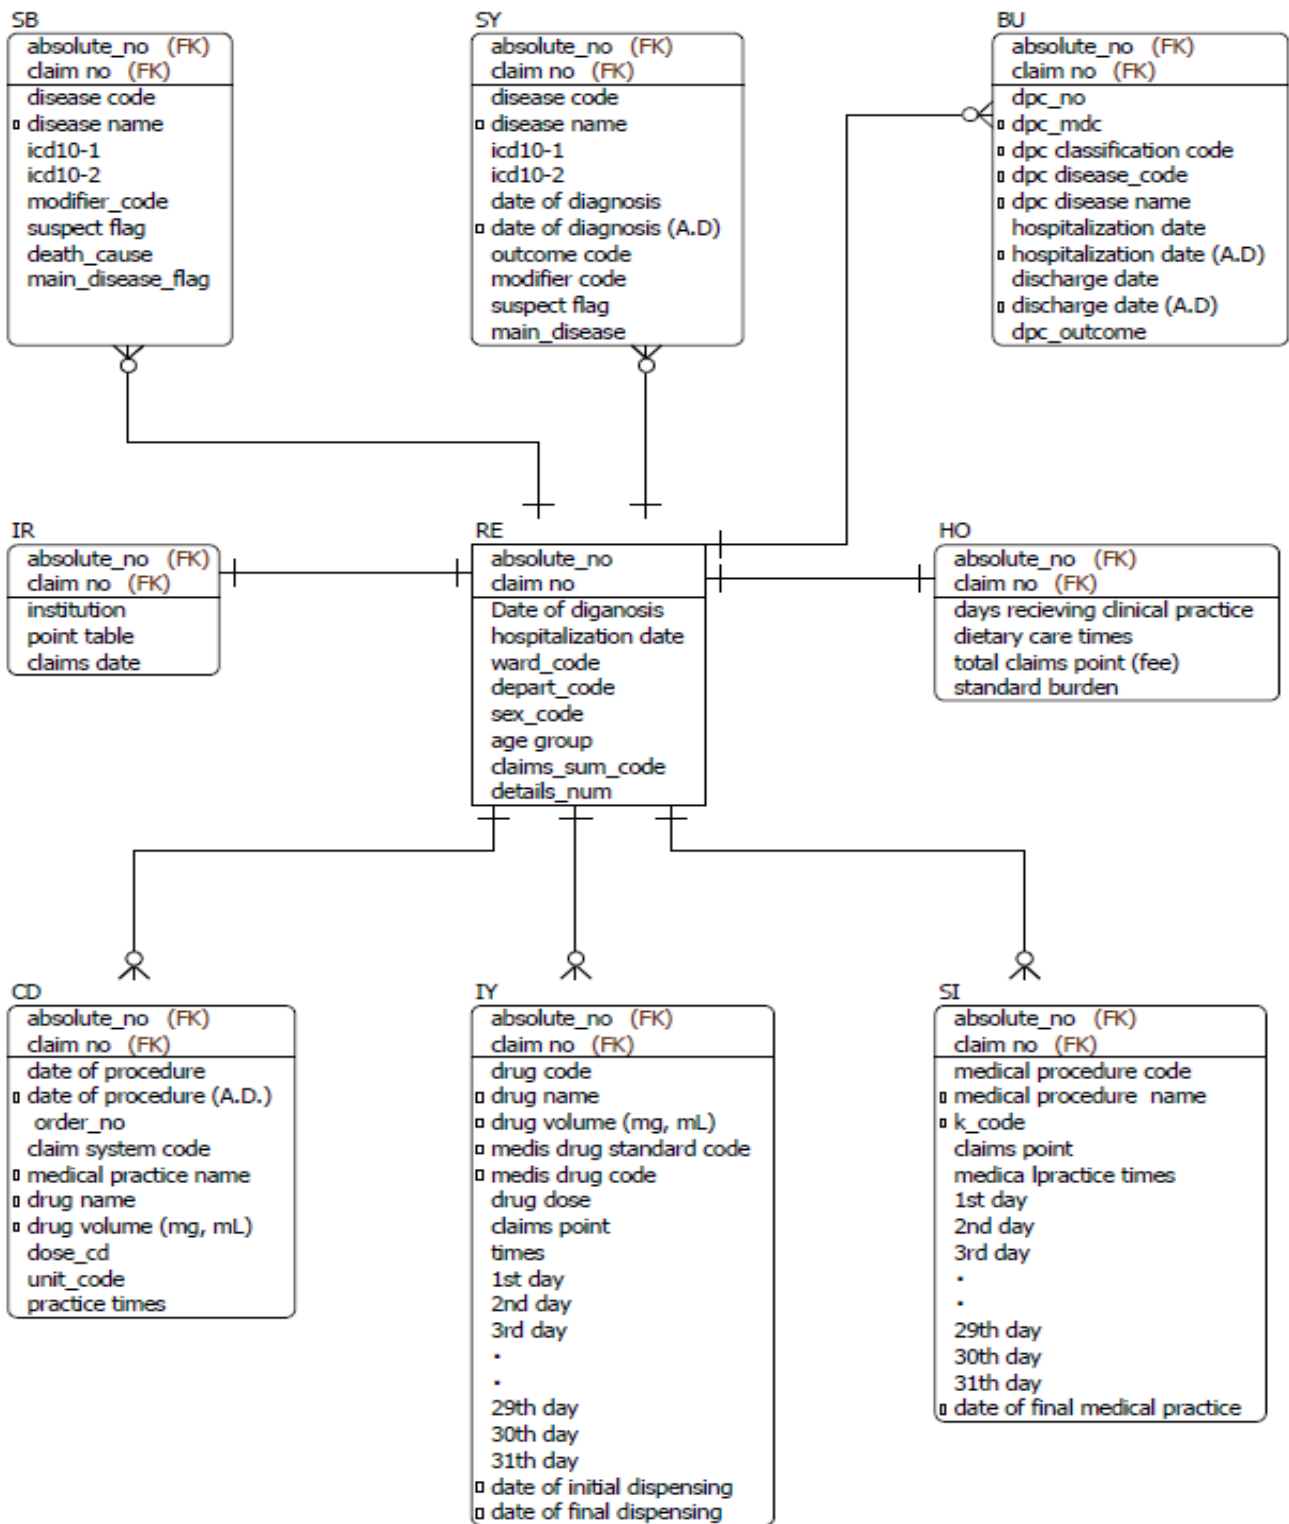 SB
absolute_no (FK)
claim no (FK)
disease code
disease name
icd10-1
icd10-2
modifier_code
suspect flag
death_cause
main_disease_flag
SY
absolute_no (FK)
claim no (FK)
disease code
disease name
icd10-1
icd10-2
date of diagnosis
date of diagnosis (A.D)
outcome code
modifier code
suspect flag
main_disease
BU
absolute_no (FK)
claim no (FK)
dpc_no
dpc_mdc
dpc classification code
dpc disease_code
dpc disease name
hospitalization date
hospitalization date (A.D)
discharge date
discharge date (A.D)
dpc_outcome
IR
absolute_no (FK)
claim no (FK)
institution
point table
claims date
RE
absolute_no
claim no
Date of diganosis
hospitalization date
ward_code
depart_code
sex_code
age group
claims_sum_code
details_num
HO
absolute_no (FK)
claim no (FK)
days recieving clinical practice
dietary care times
total claims point (fee)
standard burden
CD
absolute_no (FK)
claim no (FK)
date of procedure
date of procedure (A.D.)
order_no
claim system code
medical practice name
drug name
drug volume (mg, mL)
dose_cd
unit_code
practice times
IY
absolute_no (FK)
claim no (FK)
drug code
drug name
drug volume (mg, mL)
medis drug standard code
medis drug code
drug dose
claims point
times
1st day
2nd day
3rd day
·
·
29th day
30th day
31th day
date of initial dispensing
date of final dispensing
SI
absolute_no (FK)
claim no (FK)
medical procedure code
medical procedure name
k_code
claims point
medica lpractice times
1st day
2nd day
3rd day
·
·
29th day
30th day
31th day
date of final medical practice